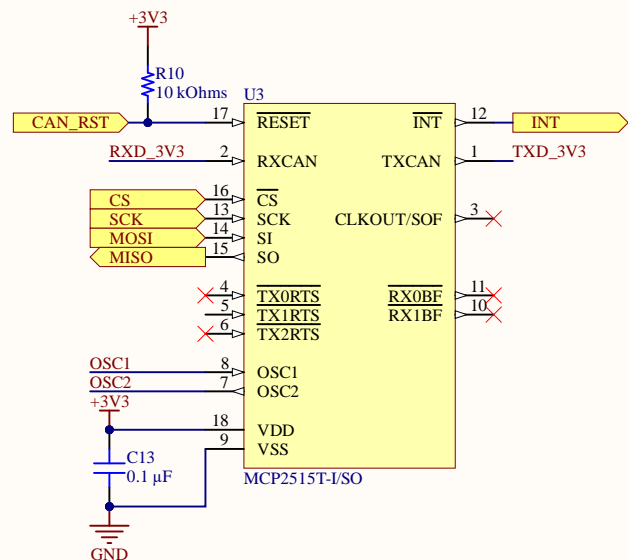 +3V3
R10
10 kOhms
U3
CAN_RST
17
RESET
INT
12
INT
RXD_3V3
2
RXCAN
TXCAN
1
TXD_3V3
CS
16
CS
SCK
13
SCK
CLKOUT/SOF
3
MOSI
14
SI
MISO
15
SO
4
TX0RTS
RX0BF
11
5
TX1RTS
RX1BF
10
6
TX2RTS
OSC1
8
OSC1
OSC2
7
OSC2
+3V3
18
VDD
9
VSS
C13
0.1 µF
MCP2515T-I/SO
GND